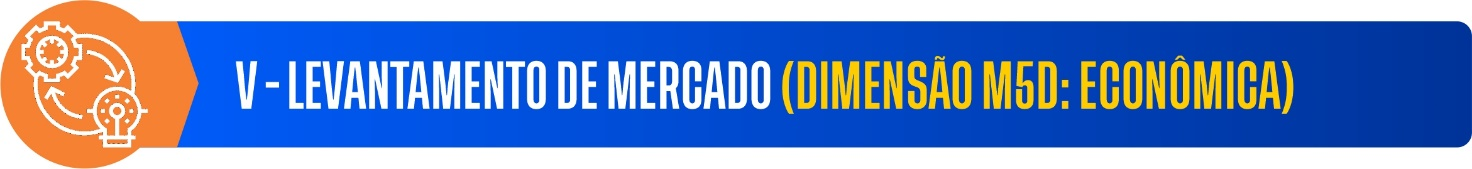 V - LEVANTAMENTO DE MERCADO (DIMENSÃO M5D: ECONÔMICA)